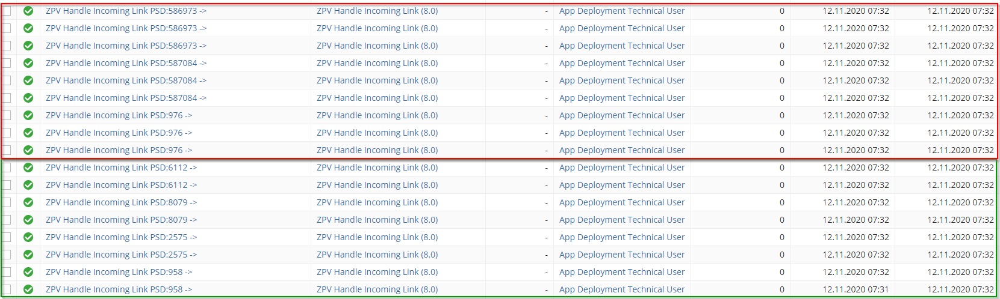 ZPV Handle Incoming Link PSD:586973 -> ZPV Handle Incoming Link (8.0) - App Deployment Technical User 0 12.11.2020 07:32 12.11.2020 07:32
ZPV Handle Incoming Link PSD:586973 -> ZPV Handle Incoming Link (8.0) - App Deployment Technical User 0 12.11.2020 07:32 12.11.2020 07:32
ZPV Handle Incoming Link PSD:586973 -> ZPV Handle Incoming Link (8.0) - App Deployment Technical User 0 12.11.2020 07:32 12.11.2020 07:32
ZPV Handle Incoming Link PSD:587084 -> ZPV Handle Incoming Link (8.0) - App Deployment Technical User 0 12.11.2020 07:32 12.11.2020 07:32
ZPV Handle Incoming Link PSD:587084 -> ZPV Handle Incoming Link (8.0) - App Deployment Technical User 0 12.11.2020 07:32 12.11.2020 07:32
ZPV Handle Incoming Link PSD:587084 -> ZPV Handle Incoming Link (8.0) - App Deployment Technical User 0 12.11.2020 07:32 12.11.2020 07:32
ZPV Handle Incoming Link PSD:976 -> ZPV Handle Incoming Link (8.0) - App Deployment Technical User 0 12.11.2020 07:32 12.11.2020 07:32
ZPV Handle Incoming Link PSD:976 -> ZPV Handle Incoming Link (8.0) - App Deployment Technical User 0 12.11.2020 07:32 12.11.2020 07:32
ZPV Handle Incoming Link PSD:976 -> ZPV Handle Incoming Link (8.0) - App Deployment Technical User 0 12.11.2020 07:32 12.11.2020 07:32
ZPV Handle Incoming Link PSD:6112 -> ZPV Handle Incoming Link (8.0) - App Deployment Technical User 0 12.11.2020 07:32 12.11.2020 07:32
ZPV Handle Incoming Link PSD:6112 -> ZPV Handle Incoming Link (8.0) - App Deployment Technical User 0 12.11.2020 07:32 12.11.2020 07:32
ZPV Handle Incoming Link PSD:8079 -> ZPV Handle Incoming Link (8.0) - App Deployment Technical User 0 12.11.2020 07:32 12.11.2020 07:32
ZPV Handle Incoming Link PSD:8079 -> ZPV Handle Incoming Link (8.0) - App Deployment Technical User 0 12.11.2020 07:32 12.11.2020 07:32
ZPV Handle Incoming Link PSD:2575 -> ZPV Handle Incoming Link (8.0) - App Deployment Technical User 0 12.11.2020 07:32 12.11.2020 07:32
ZPV Handle Incoming Link PSD:2575 -> ZPV Handle Incoming Link (8.0) - App Deployment Technical User 0 12.11.2020 07:32 12.11.2020 07:32
ZPV Handle Incoming Link PSD:958 -> ZPV Handle Incoming Link (8.0) - App Deployment Technical User 0 12.11.2020 07:32 12.11.2020 07:32
ZPV Handle Incoming Link PSD:958 -> ZPV Handle Incoming Link (8.0) - App Deployment Technical User 0 12.11.2020 07:31 12.11.2020 07:32